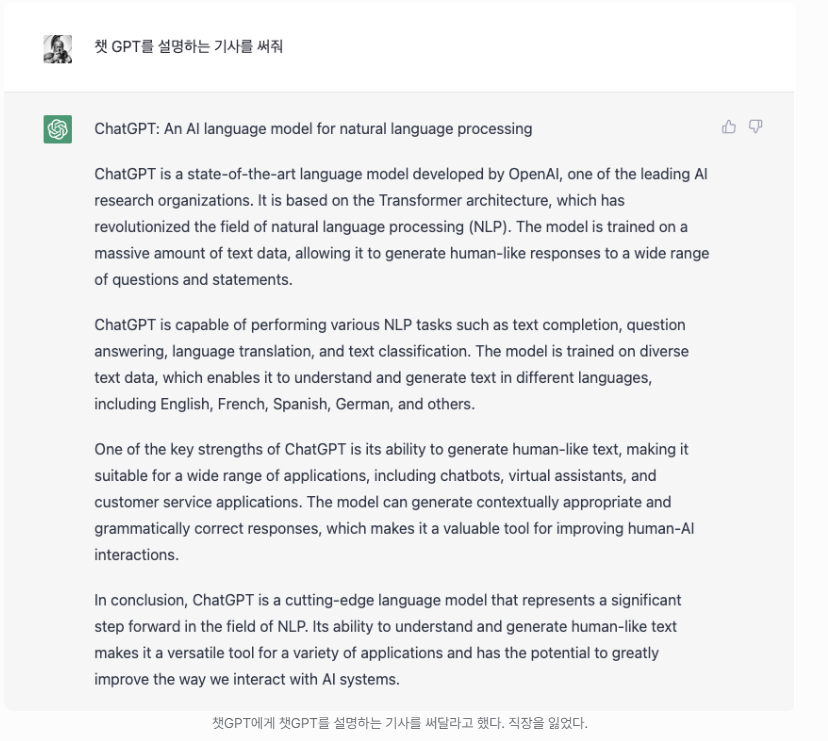 챗 GPT를 설명하는 기사를 써줘
ChatGPT: An AI language model for natural language processing
ChatGPT is a state-of-the-art language model developed by OpenAI, one of the leading AI
research organizations. It is based on the Transformer architecture, which has
revolutionized the field of natural language processing (NLP). The model is trained on a
massive amount of text data, allowing it to generate human-like responses to a wide range
of questions and statements.
ChatGPT is capable of performing various NLP tasks such as text completion, question
answering, language translation, and text classification. The model is trained on diverse
text data, which enables it to understand and generate text in different languages,
including English, French, Spanish, German, and others.
One of the key strengths of ChatGPT is its ability to generate human-like text, making it
suitable for a wide range of applications, including chatbots, virtual assistants, and
customer service applications. The model can generate contextually appropriate and
grammatically correct responses, which makes it a valuable tool for improving human-AI
interactions.
In conclusion, ChatGPT is a cutting-edge language model that represents a significant
step forward in the field of NLP. Its ability to understand and generate human-like text
makes it a versatile tool for a variety of applications and has the potential to greatly
improve the way we interact with AI systems.
챗GPT에게 챗GPT를 설명하는 기사를 써달라고 했다. 직장을 잃었다.